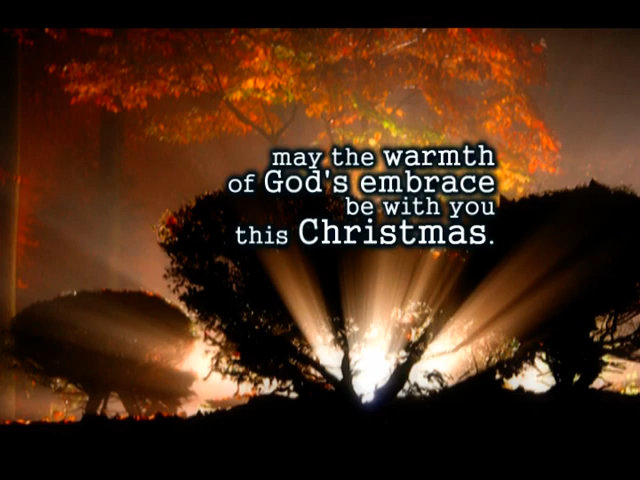 may the warmth
of God's embrace
be with you
this Christmas.